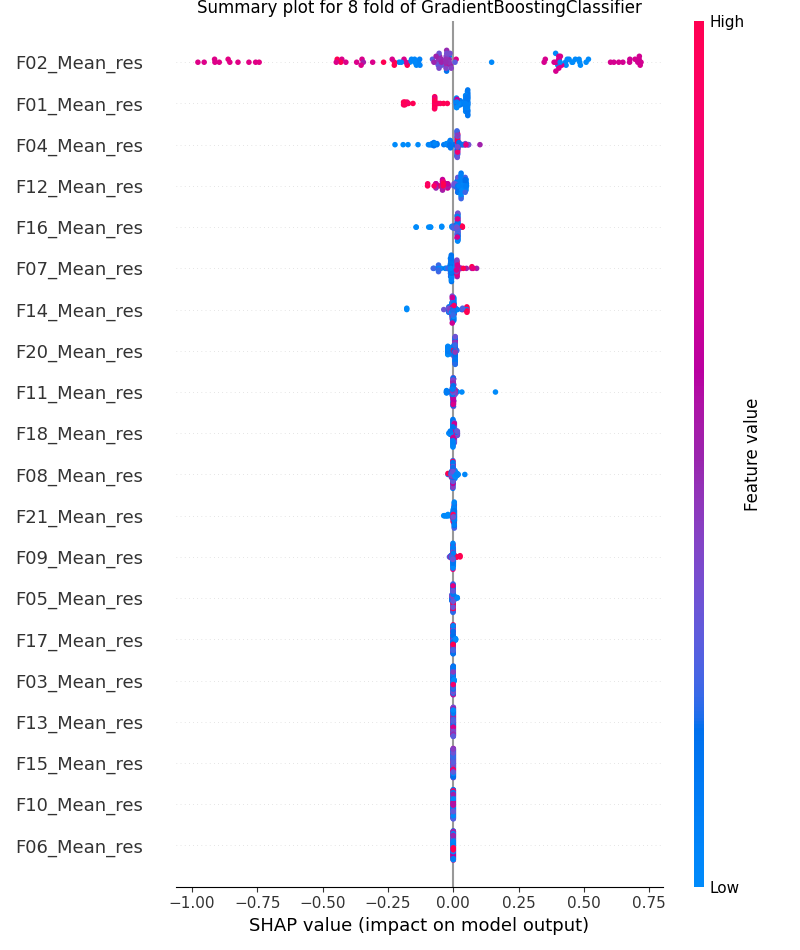 Summary plot for 8 fold of GradientBoostingClassifier
High
F02_Mean_res
F01_Mean_res
F04_Mean_res
F12_Mean_res
F16_Mean_res
F07_Mean_res
F14_Mean_res
F20_Mean_res
F11_Mean_res
F18_Mean_res
F08_Mean_res
F21_Mean_res
F09_Mean_res
F05_Mean_res
F17_Mean_res
F03_Mean_res
F13_Mean_res
F15_Mean_res
F10_Mean_res
F06_Mean_res
Feature value
Low
−1.00 −0.75 −0.50 −0.25 0.00 0.25 0.50 0.75
SHAP value (impact on model output)